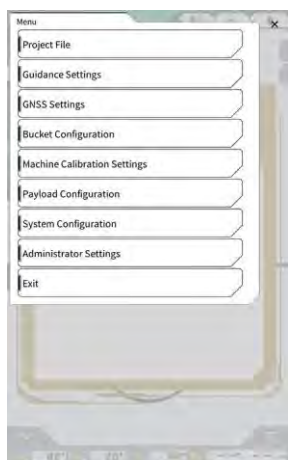 Menu
Project File
Guidance Settings
GNSS Settings
Bucket Configuration
Machine Calibration Settings
Payload Configuration
System Configuration
Administrator Settings
Exit